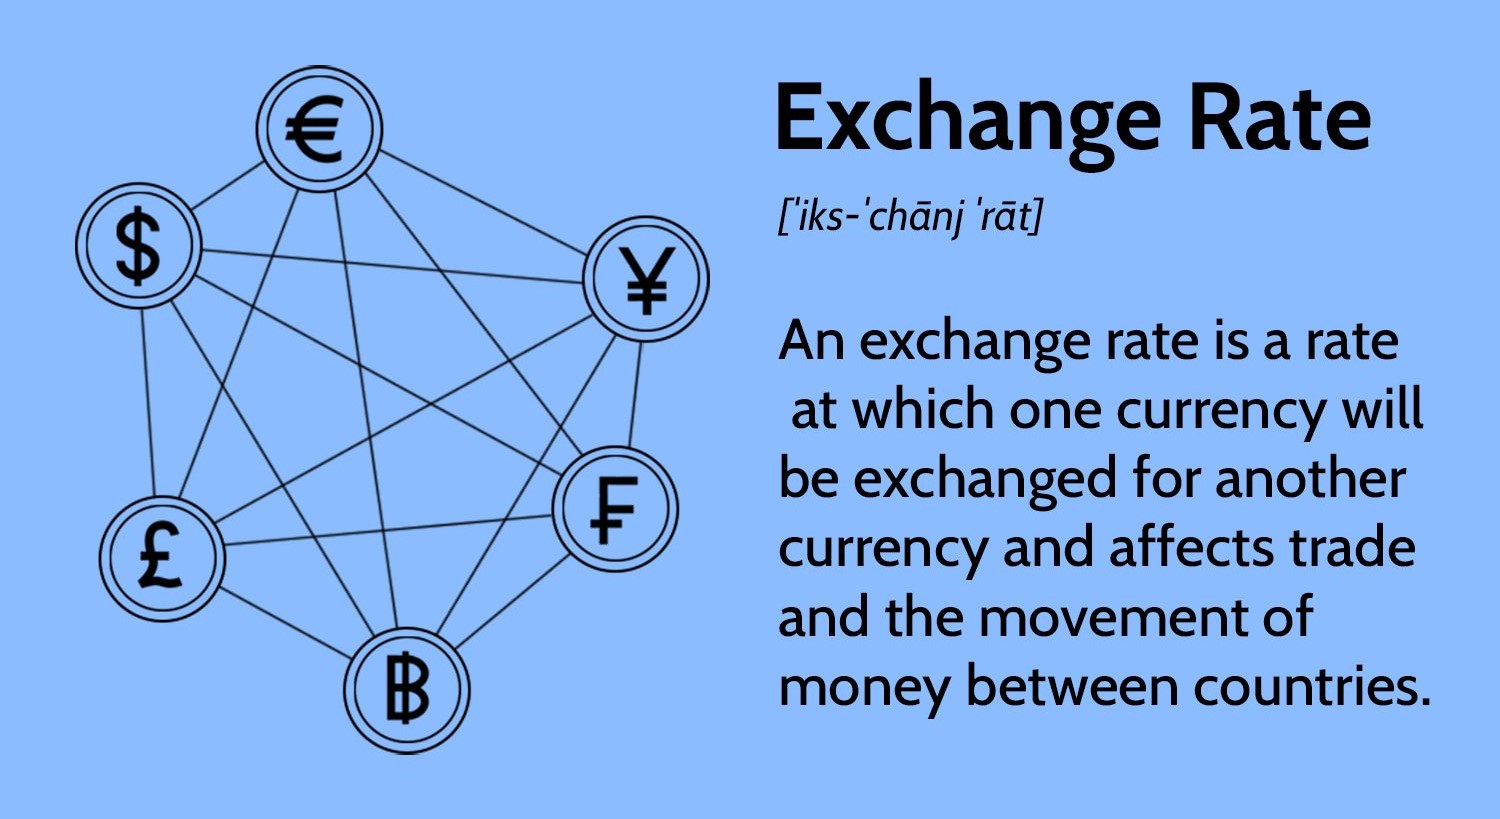 €
$
¥
₣
£
฿
Exchange Rate
[ˈiks-ˈchānj ˈrāt]
An exchange rate is a rate
at which one currency will
be exchanged for another
currency and affects trade
and the movement of
money between countries.